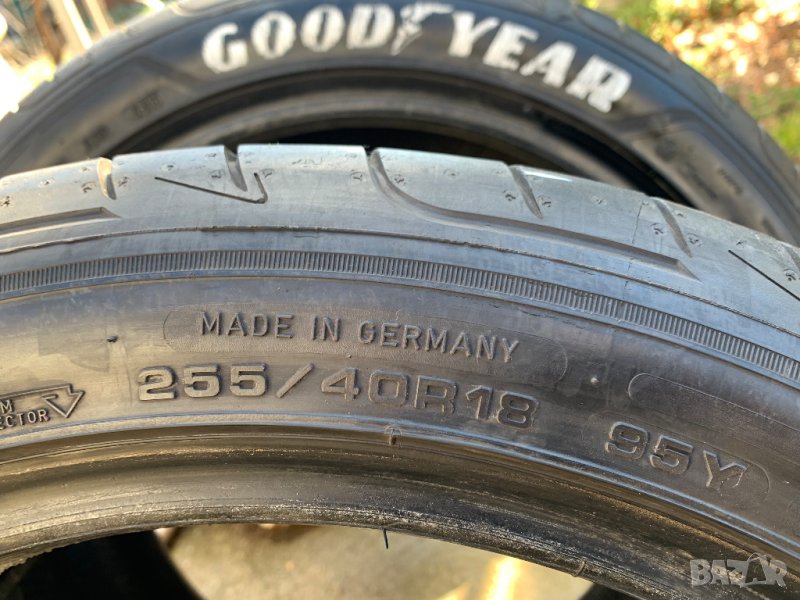 GOODYEAR
MADE IN GERMANY
255/40R18
95Y
BAZAR